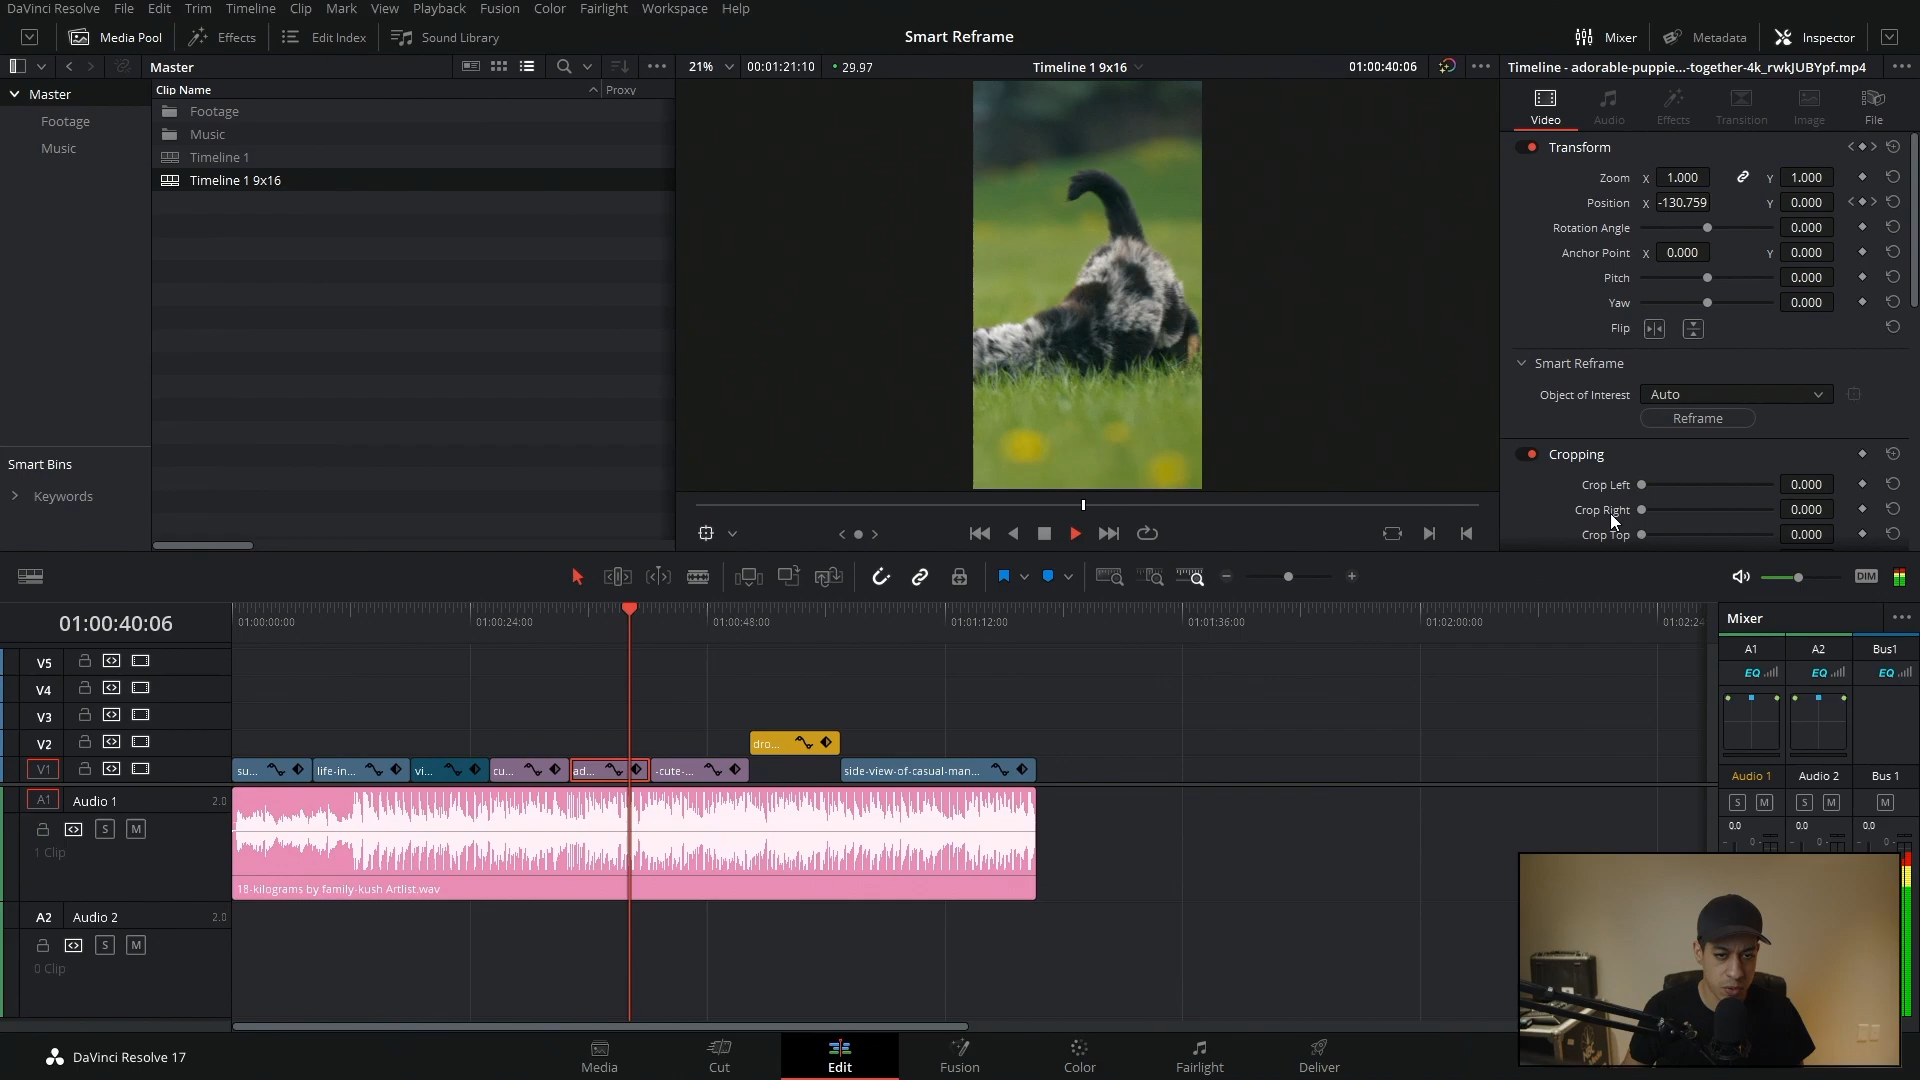 DaVinci Resolve File Edit Trim Timeline Clip Mark View Playback Fusion Color Fairlight Workspace Help
Media Pool Effects Edit Index Sound Library Smart Reframe Mixer Metadata Inspector
Master 21% 00:01:21:10 29.97 Timeline 1 9x16 01:00:40:06 Timeline - adorable-puppie...-together-4k_rwkJUBYpf.mp4
Master Clip Name Proxy
Footage
Music
Footage
Music
Timeline 1
Timeline 1 9x16
Video Audio Effects Transition Image File
Transform
Zoom X 1.000 Y 1.000
Position X -130.759 Y 0.000
Rotation Angle 0.000
Anchor Point X 0.000 Y 0.000
Pitch 0.000
Yaw 0.000
Flip
Smart Reframe
Object of Interest Auto
Reframe
Cropping
Crop Left 0.000
Crop Right 0.000
Crop Top 0.000
Smart Bins
Keywords
DIM
01:00:40:06
01:00:00:00 01:00:24:00 01:00:48:00 01:01:12:00 01:01:36:00 01:02:00:00 01:02:24
V5
V4
V3
V2 dro...
V1 su... life-in... vi... cu... ad... -cute-... side-view-of-casual-man...
A1 Audio 1 2.0
S M
1 Clip
18-kilograms by family-kush Artlist.wav
A2 Audio 2 2.0
S M
0 Clip
Mixer
A1 A2 Bus1
EQ EQ EQ
Audio 1 Audio 2 Bus 1
S M S M M
0.0 0.0 0.0
0 0 0
DaVinci Resolve 17 Media Cut Edit Fusion Color Fairlight Deliver